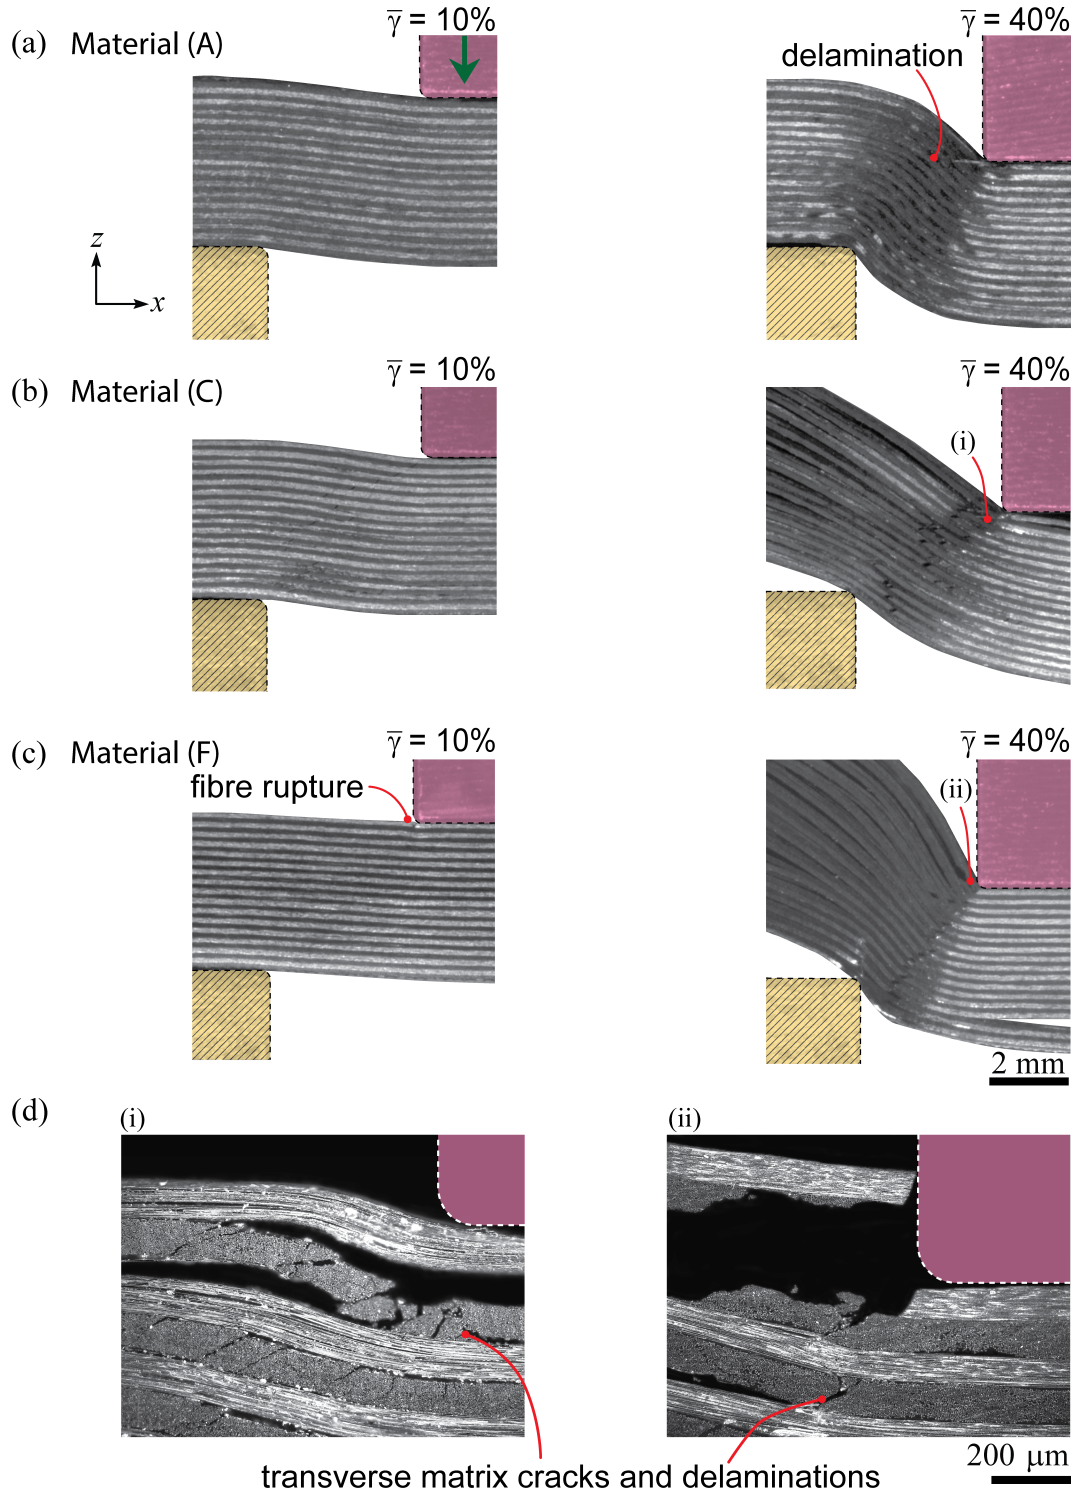 (a) Material (A)
γ̅ = 10%
γ̅ = 40%
delamination
z
x
(b) Material (C)
γ̅ = 10%
γ̅ = 40%
(i)
(c) Material (F)
γ̅ = 10%
γ̅ = 40%
fibre rupture
(ii)
2 mm
(d)
(i)
(ii)
transverse matrix cracks and delaminations
200 μm